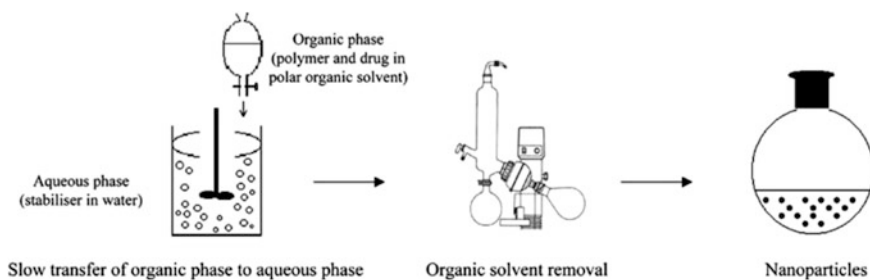 Organic phase
(polymer and drug in
polar organic solvent)
Aqueous phase
(stabiliser in water)
Slow transfer of organic phase to aqueous phase
Organic solvent removal
Nanoparticles